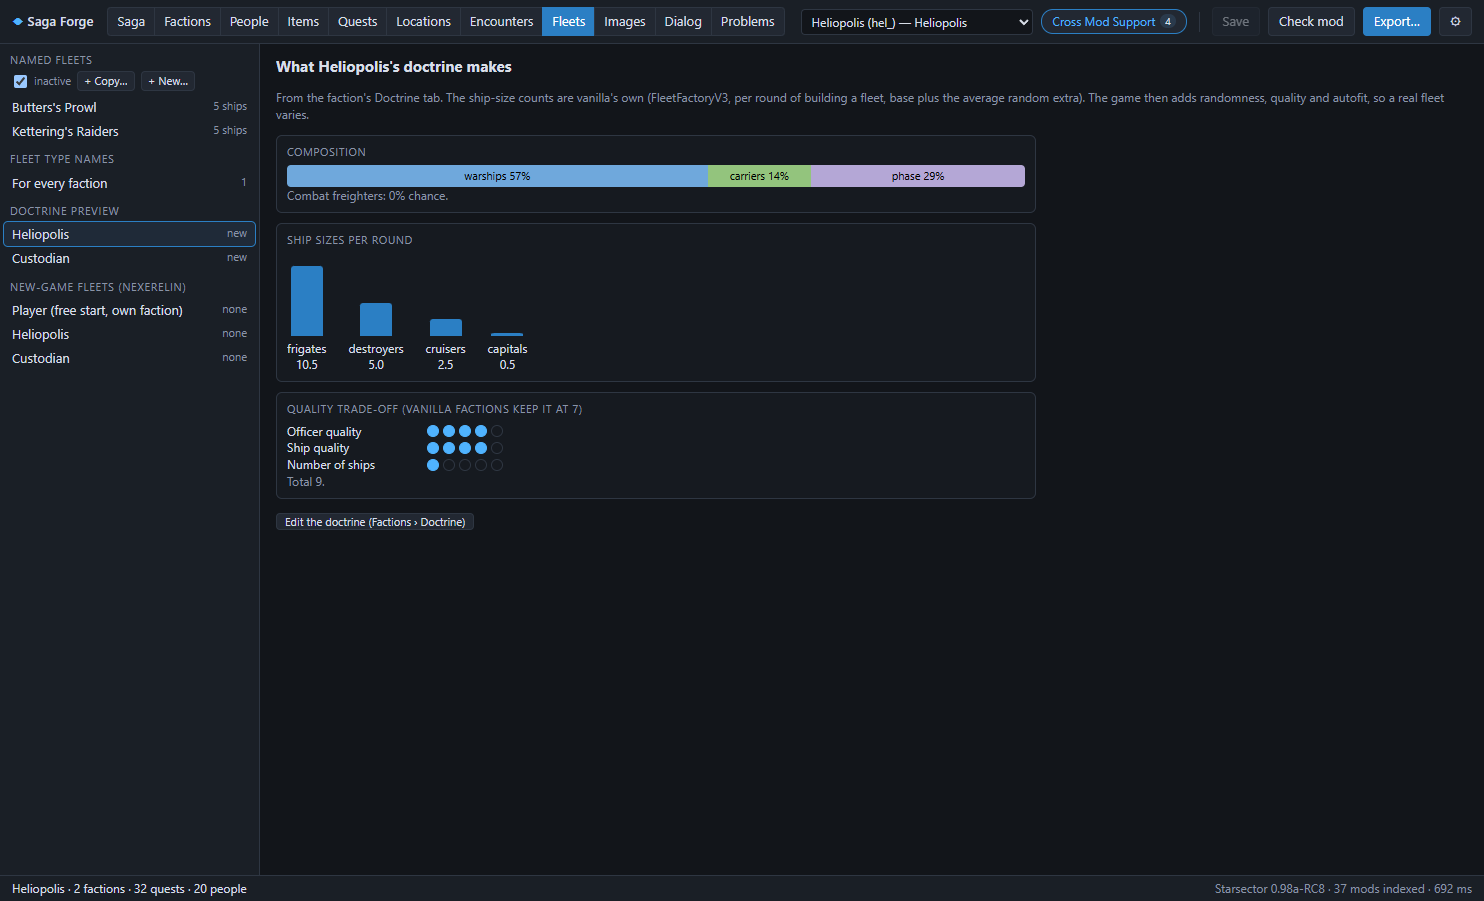 Saga Forge
Saga
Factions
People
Items
Quests
Locations
Encounters
Fleets
Images
Dialog
Problems
Heliopolis (hel_) — Heliopolis
Cross Mod Support 4
Save
Check mod
Export...
NAMED FLEETS
inactive
+ Copy...
+ New...
Butters's Prowl 5 ships
Kettering's Raiders 5 ships
FLEET TYPE NAMES
For every faction 1
DOCTRINE PREVIEW
Heliopolis new
Custodian new
NEW-GAME FLEETS (NEXERELIN)
Player (free start, own faction) none
Heliopolis none
Custodian none
What Heliopolis's doctrine makes
From the faction's Doctrine tab. The ship-size counts are vanilla's own (FleetFactoryV3, per round of building a fleet, base plus the average random extra). The game then adds randomness, quality and autofit, so a real fleet
varies.
COMPOSITION
warships 57%
carriers 14%
phase 29%
Combat freighters: 0% chance.
SHIP SIZES PER ROUND
frigates destroyers cruisers capitals
10.5 5.0 2.5 0.5
QUALITY TRADE-OFF (VANILLA FACTIONS KEEP IT AT 7)
Officer quality
Ship quality
Number of ships
Total 9.
Edit the doctrine (Factions › Doctrine)
Heliopolis · 2 factions · 32 quests · 20 people
Starsector 0.98a-RC8 · 37 mods indexed · 692 ms